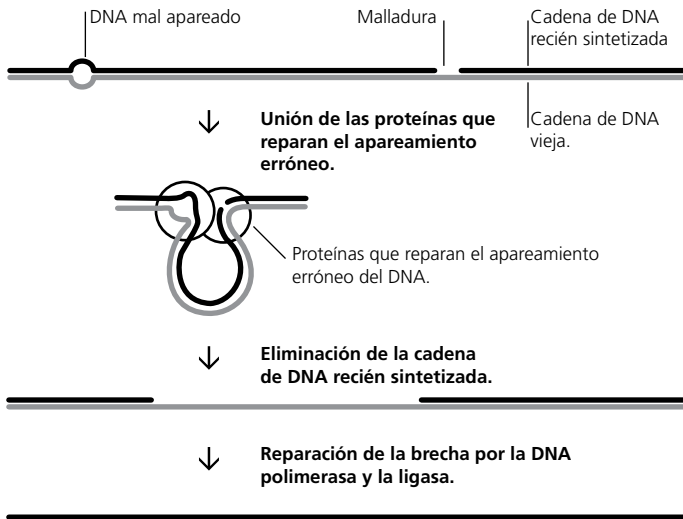 DNA mal apareado
Malladura
Cadena de DNA
recién sintetizada
Cadena de DNA
vieja.
Unión de las proteínas que
reparan el apareamiento
erróneo.
Proteínas que reparan el apareamiento
erróneo del DNA.
Eliminación de la cadena
de DNA recién sintetizada.
Reparación de la brecha por la DNA
polimerasa y la ligasa.